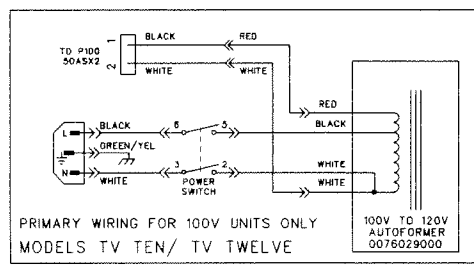 1
BLACK
RED
TO P100
50ASX2
2
WHITE
WHITE
RED
L
BLACK
6
5
BLACK
GREEN/YEL
N
WHITE
3
2
WHITE
POWER
SWITCH
WHITE
PRIMARY WIRING FOR 100V UNITS ONLY
MODELS TV TEN/ TV TWELVE
100V TO 120V
AUTOFORMER
0076029000